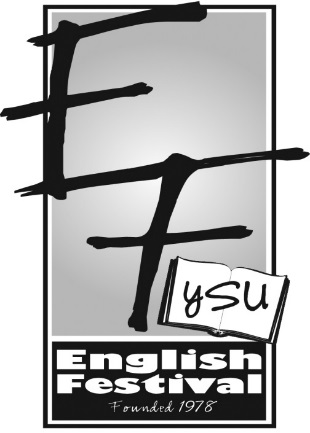 EF
YSU
English
Festival
Founded 1978